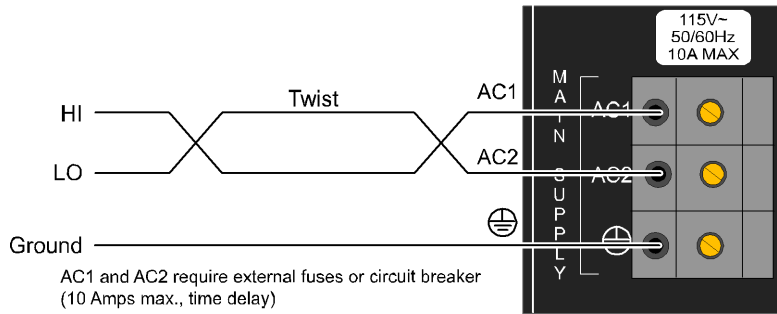 115V~
50/60Hz
10A MAX
HI
Twist
AC1
AC1
LO
AC2
AC2
MAIN SUPPLY
Ground
AC1 and AC2 require external fuses or circuit breaker
(10 Amps max., time delay)